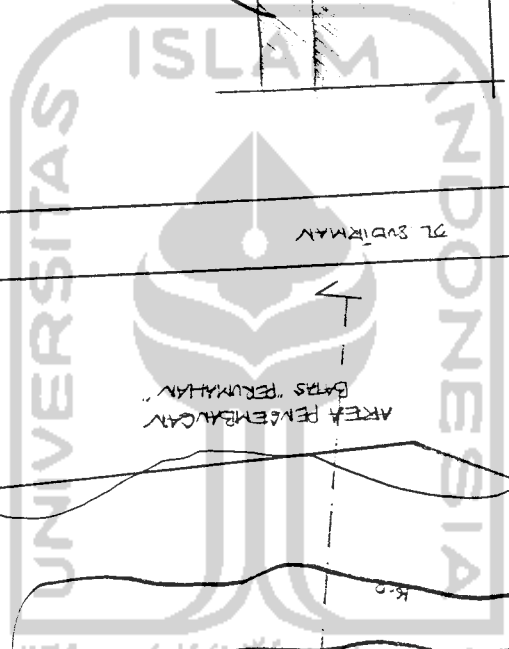 UNIVERSITAS
ISLAM
INDONESIA
AREA PENGEMBANGAN
BATAS "PERUMAHAN"
JL SUDIRMAN